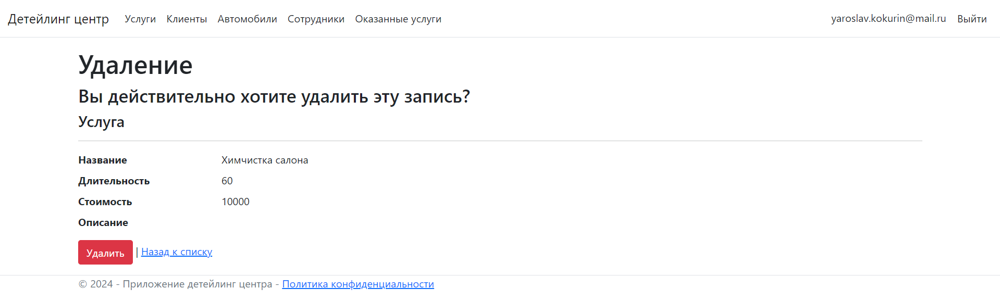 Детейлинг центр Услуги Клиенты Автомобили Сотрудники Оказанные услуги yaroslav.kokurin@mail.ru Выйти
Удаление
Вы действительно хотите удалить эту запись?
Услуга
Название Химчистка салона
Длительность 60
Стоимость 10000
Описание
Удалить | Назад к списку
© 2024 - Приложение детейлинг центра - Политика конфиденциальности